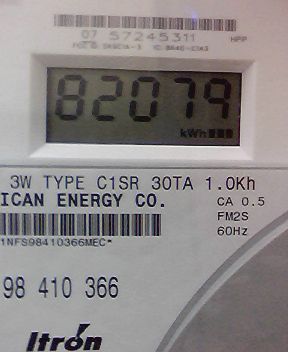 07 57245311
HPP
82079
kWh
3W TYPE C1SR 30TA 1.0Kh
ICAN ENERGY CO.
CA 0.5
FM2S
60Hz
1NFS98410366MEC*
98 410 366
Itron